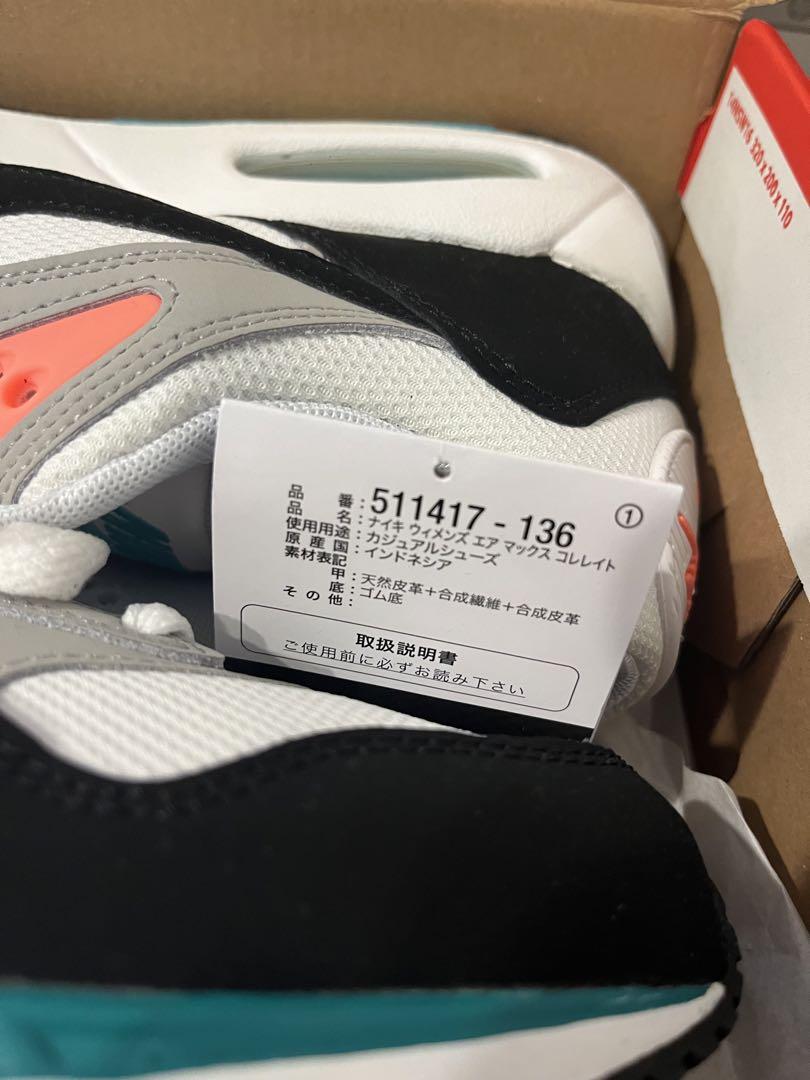 14NSW16 320 x 200 x 110
品番：511417 - 136 ①
品名：ナイキ ウィメンズ エア マックス コレレイト
使用用途：カジュアルシューズ
原産国：インドネシア
素材表記
甲：天然皮革＋合成繊維＋合成皮革
底：ゴム底
その他：
取扱説明書
ご使用前に必ずお読み下さい